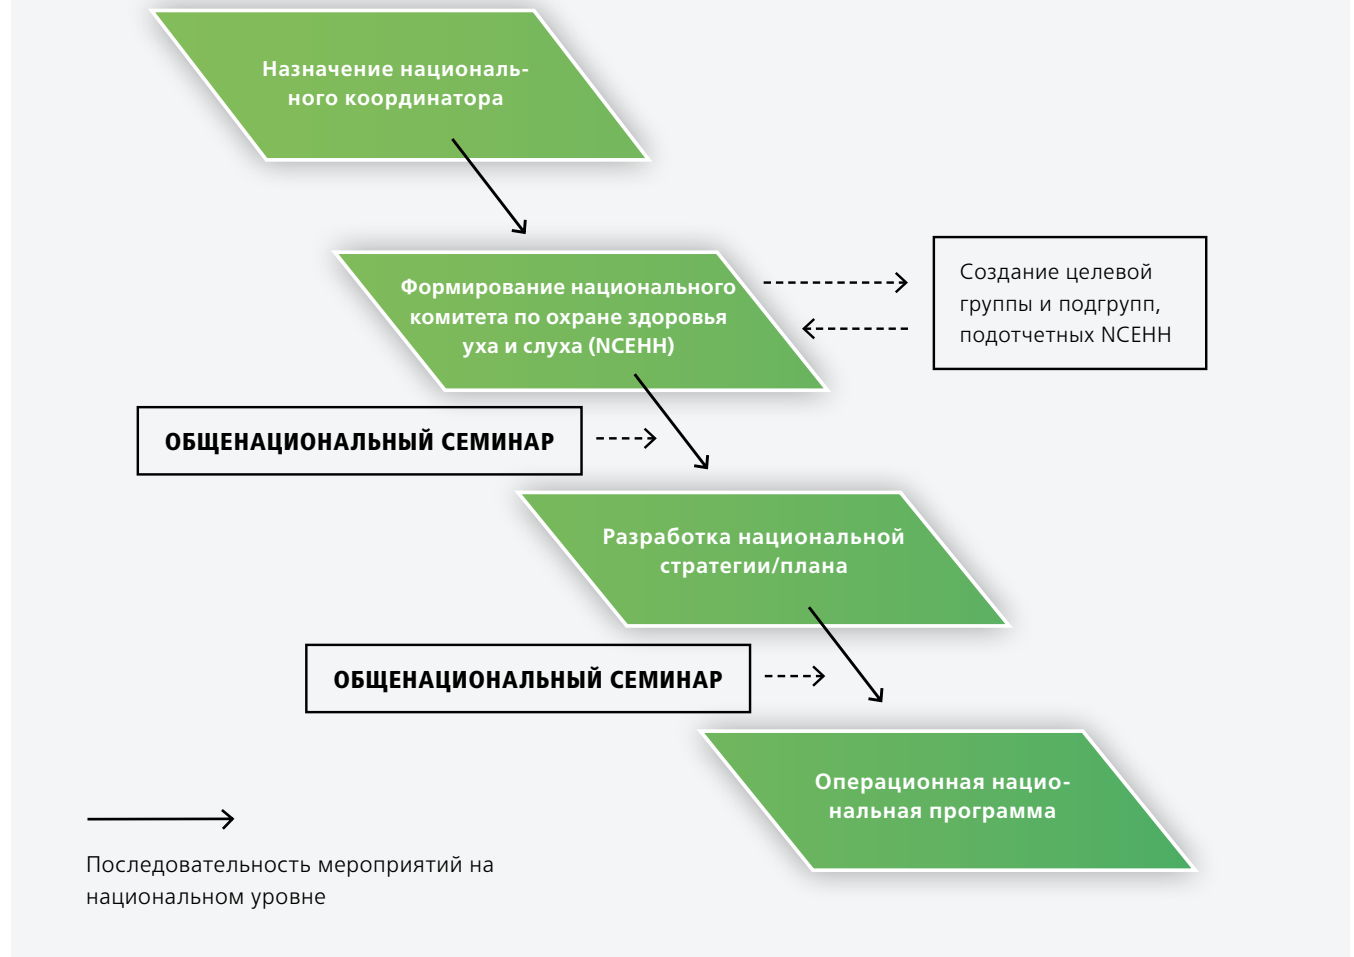 Назначение националь-
ного координатора
Формирование национального
комитета по охране здоровья
уха и слуха (NCEHH)
Создание целевой
группы и подгрупп,
подотчетных NCEHH
ОБЩЕНАЦИОНАЛЬНЫЙ СЕМИНАР
Разработка национальной
стратегии/плана
ОБЩЕНАЦИОНАЛЬНЫЙ СЕМИНАР
Операционная нацио-
нальная программа
Последовательность мероприятий на
национальном уровне